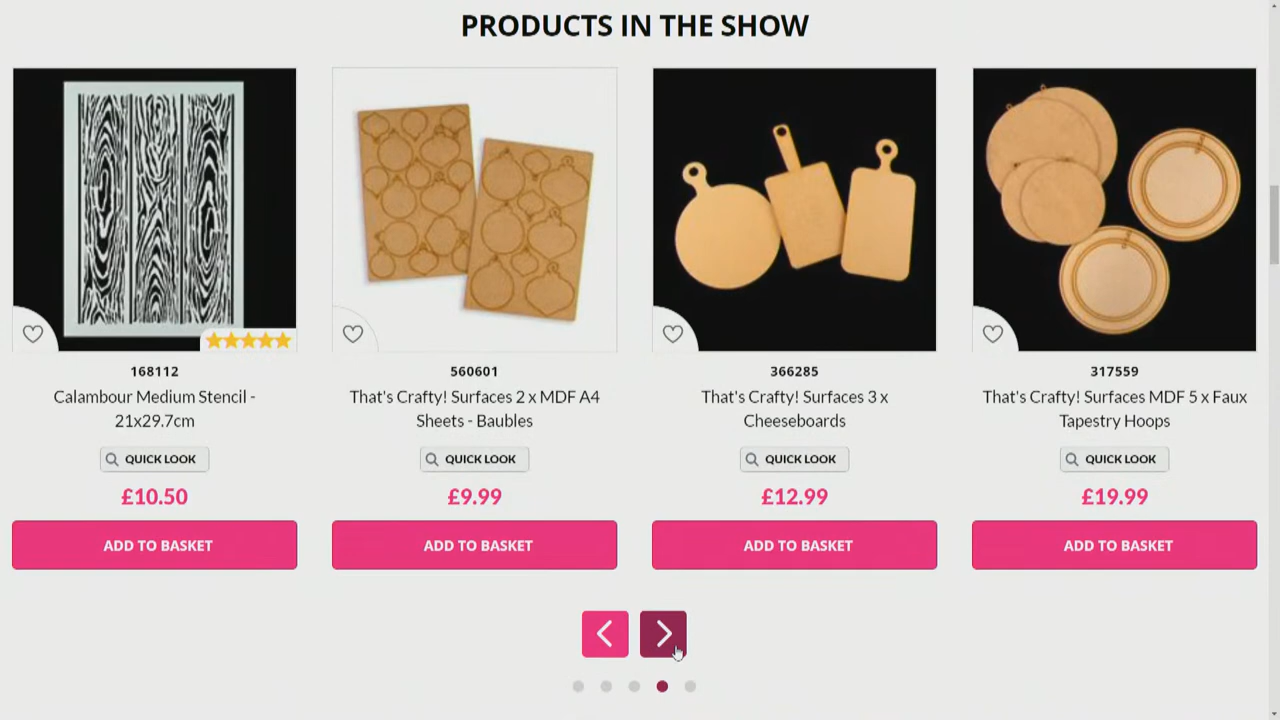 PRODUCTS IN THE SHOW
168112
Calambour Medium Stencil -
21x29.7cm
QUICK LOOK
£10.50
ADD TO BASKET
560601
That's Crafty! Surfaces 2 x MDF A4
Sheets - Baubles
QUICK LOOK
£9.99
ADD TO BASKET
366285
That's Crafty! Surfaces 3 x
Cheeseboards
QUICK LOOK
£12.99
ADD TO BASKET
317559
That's Crafty! Surfaces MDF 5 x Faux
Tapestry Hoops
QUICK LOOK
£19.99
ADD TO BASKET